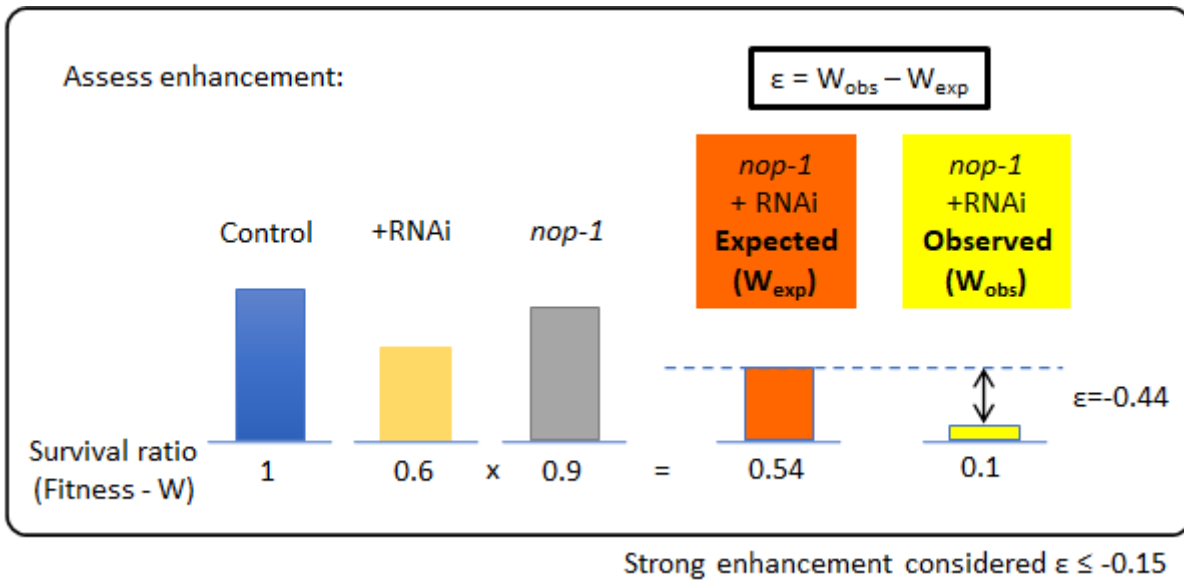 Assess enhancement:
ε = Wobs – Wexp
Control
+RNAi
nop-1
nop-1
+ RNAi
Expected
(Wexp)
nop-1
+RNAi
Observed
(Wobs)
ε=-0.44
Survival ratio
(Fitness - W)
1 0.6 x 0.9 = 0.54 0.1
Strong enhancement considered ε ≤ -0.15